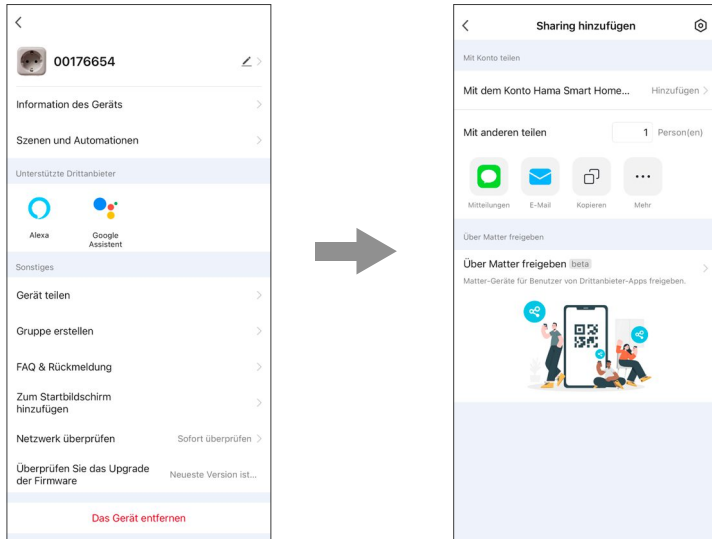 00176654
Information des Geräts
Szenen und Automationen
Unterstützte Drittanbieter
Alexa
Google
Assistent
Sonstiges
Gerät teilen
Gruppe erstellen
FAQ & Rückmeldung
Zum Startbildschirm
hinzufügen
Netzwerk überprüfen Sofort überprüfen
Überprüfen Sie das Upgrade
der Firmware
Neueste Version ist...
Das Gerät entfernen
Sharing hinzufügen
Mit Konto teilen
Mit dem Konto Hama Smart Home... Hinzufügen
Mit anderen teilen 1 Person(en)
Mitteilungen E-Mail Kopieren Mehr
Über Matter freigeben
Über Matter freigeben beta
Matter-Geräte für Benutzer von Drittanbieter-Apps freigeben.